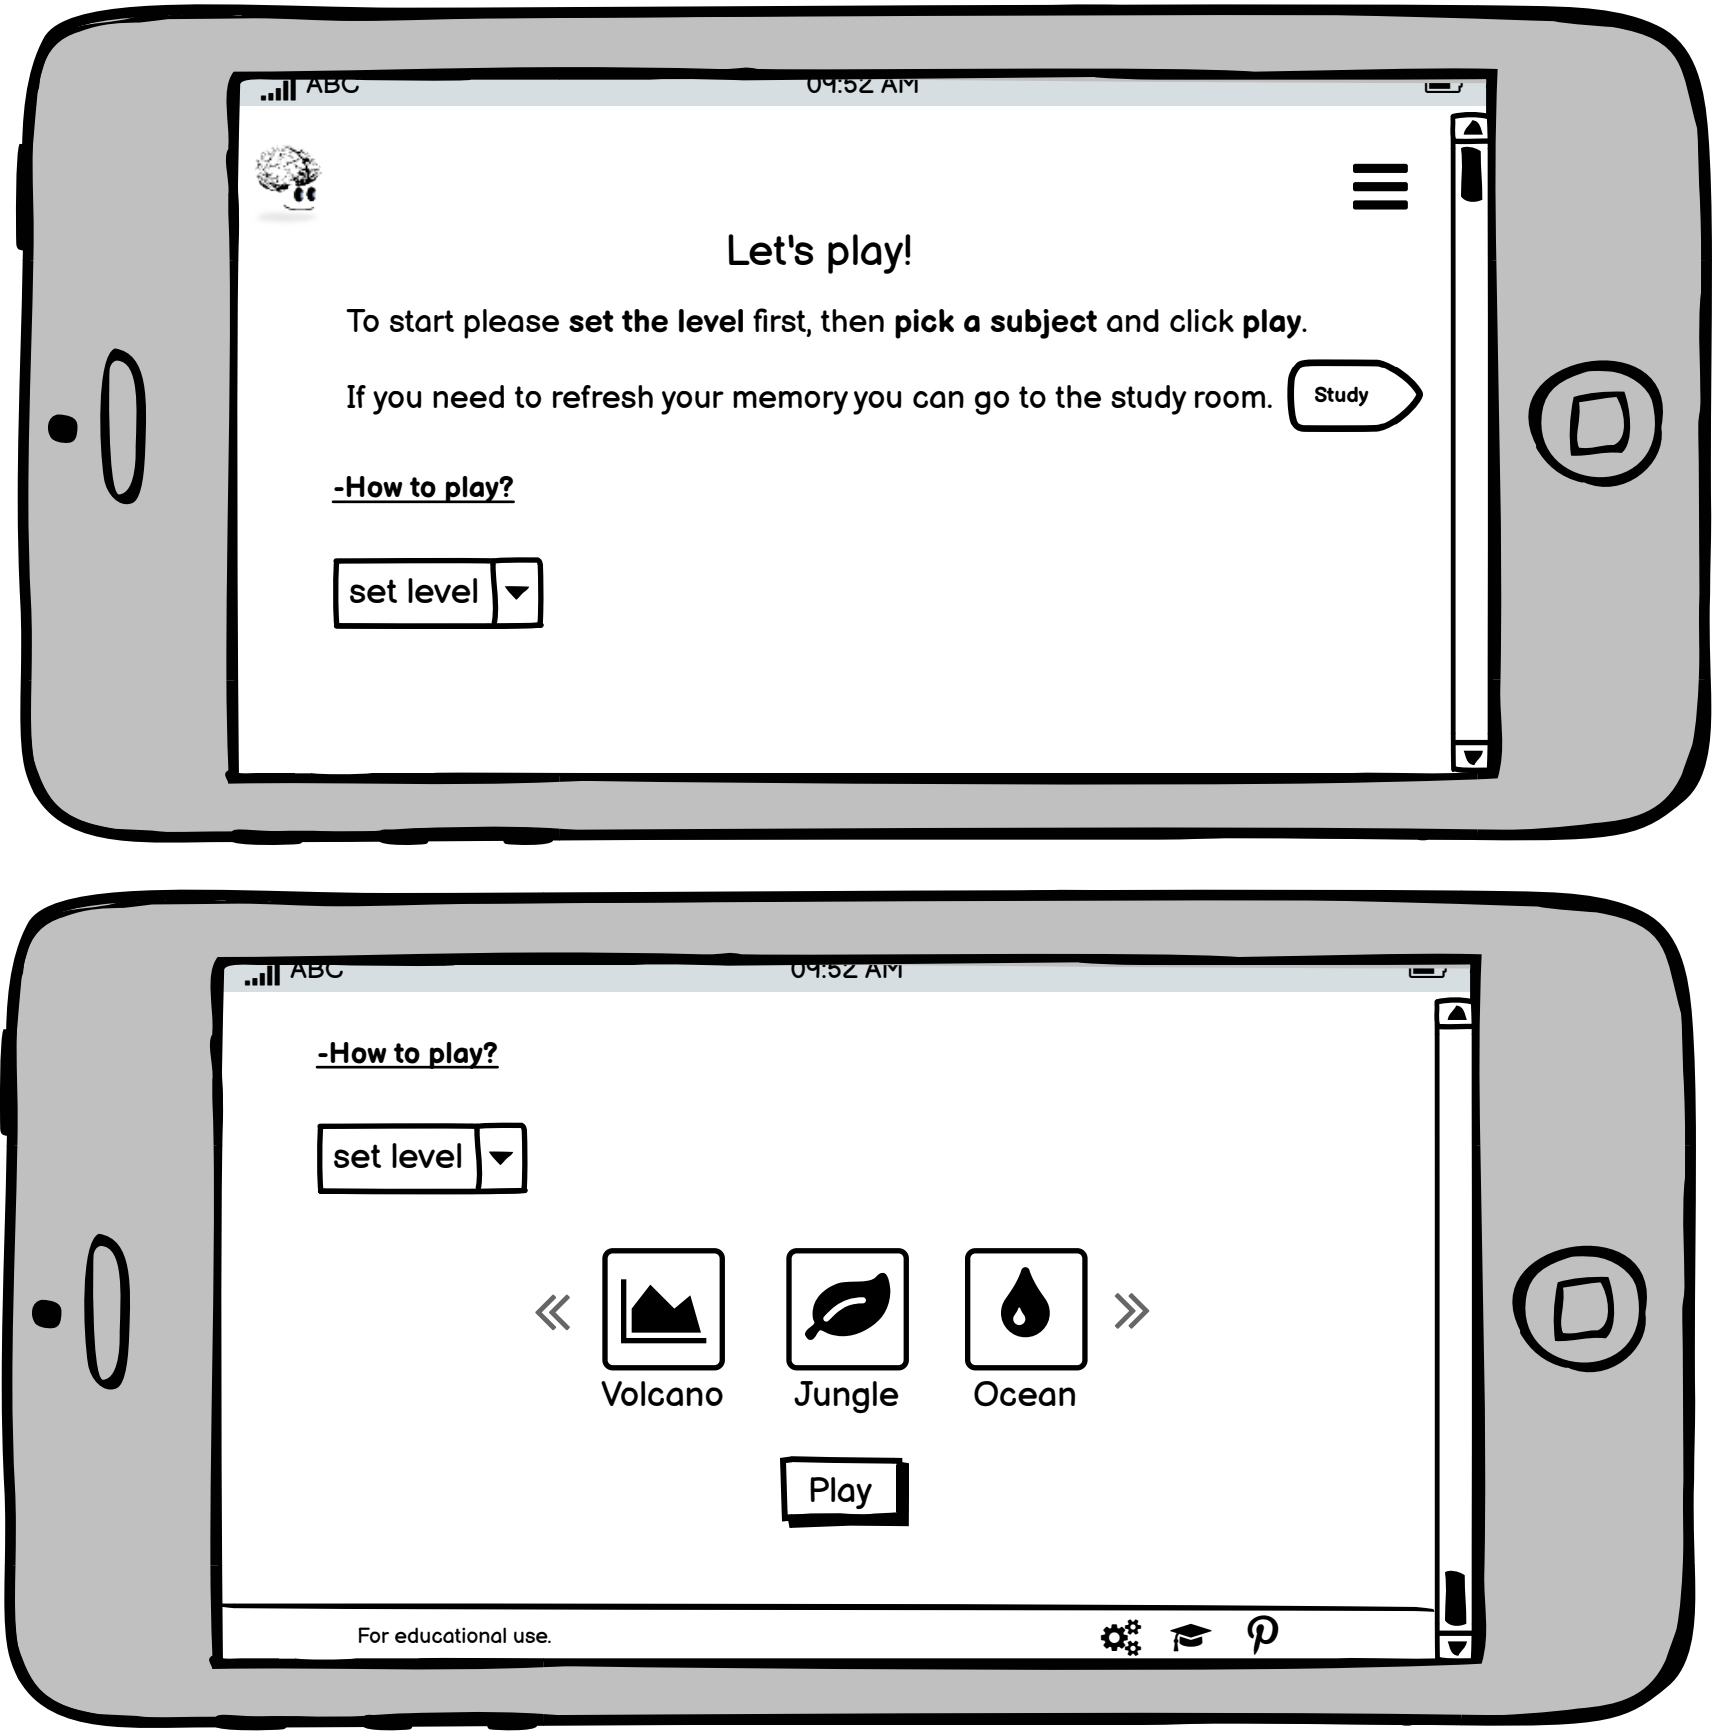 ABC 09:52 AM
Let's play!
To start please set the level first, then pick a subject and click play.
If you need to refresh your memory you can go to the study room. Study
-How to play?
set level
ABC 09:52 AM
-How to play?
set level
Volcano Jungle Ocean
Play
For educational use.